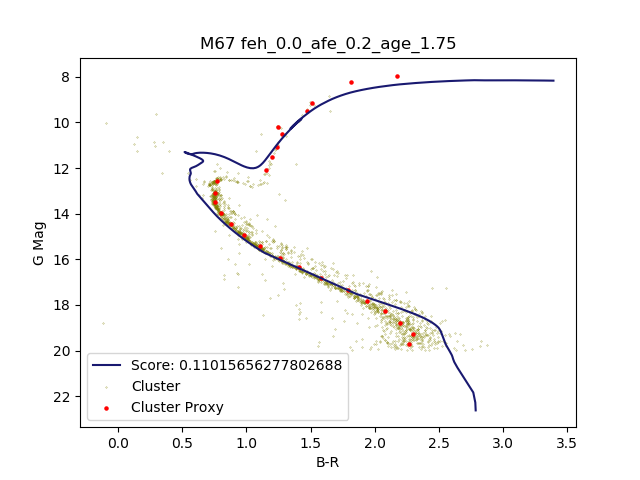 M67 feh_0.0_afe_0.2_age_1.75
8
10
12
14
16
18
20
22
G Mag
Score: 0.11015656277802688
Cluster
Cluster Proxy
0.0 0.5 1.0 1.5 2.0 2.5 3.0 3.5
B-R